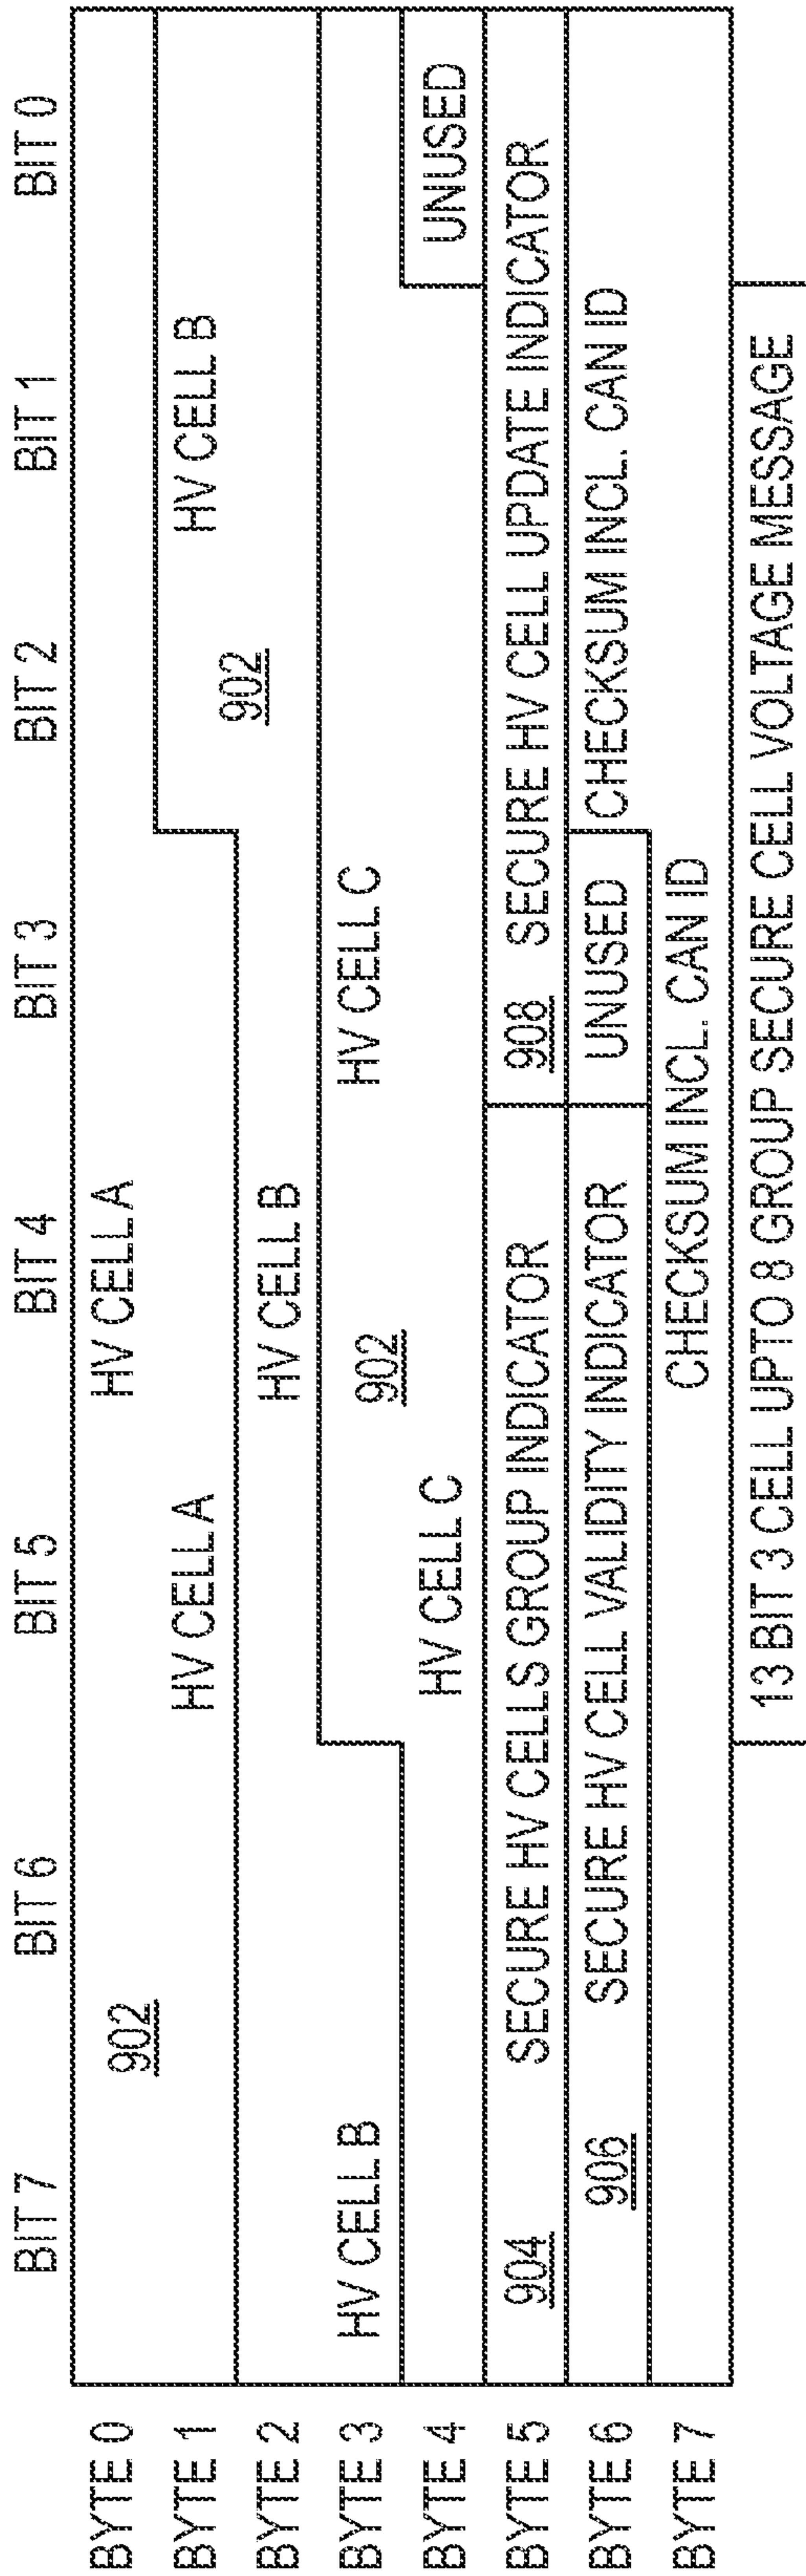 BIT 7 BIT 6 BIT 5 BIT 4 BIT 3 BIT 2 BIT 1 BIT 0
BYTE 0 902 HV CELL A
BYTE 1 HV CELL A 902 HV CELL B
BYTE 2 HV CELL B
BYTE 3 HV CELL B 902 HV CELL C
BYTE 4 HV CELL C UNUSED
BYTE 5 904 SECURE HV CELLS GROUP INDICATOR 908 SECURE HV CELL UPDATE INDICATOR
BYTE 6 906 SECURE HV CELL VALIDITY INDICATOR UNUSED CHECKSUM INCL. CAN ID
BYTE 7 CHECKSUM INCL. CAN ID
13 BIT 3 CELL UPTO 8 GROUP SECURE CELL VOLTAGE MESSAGE